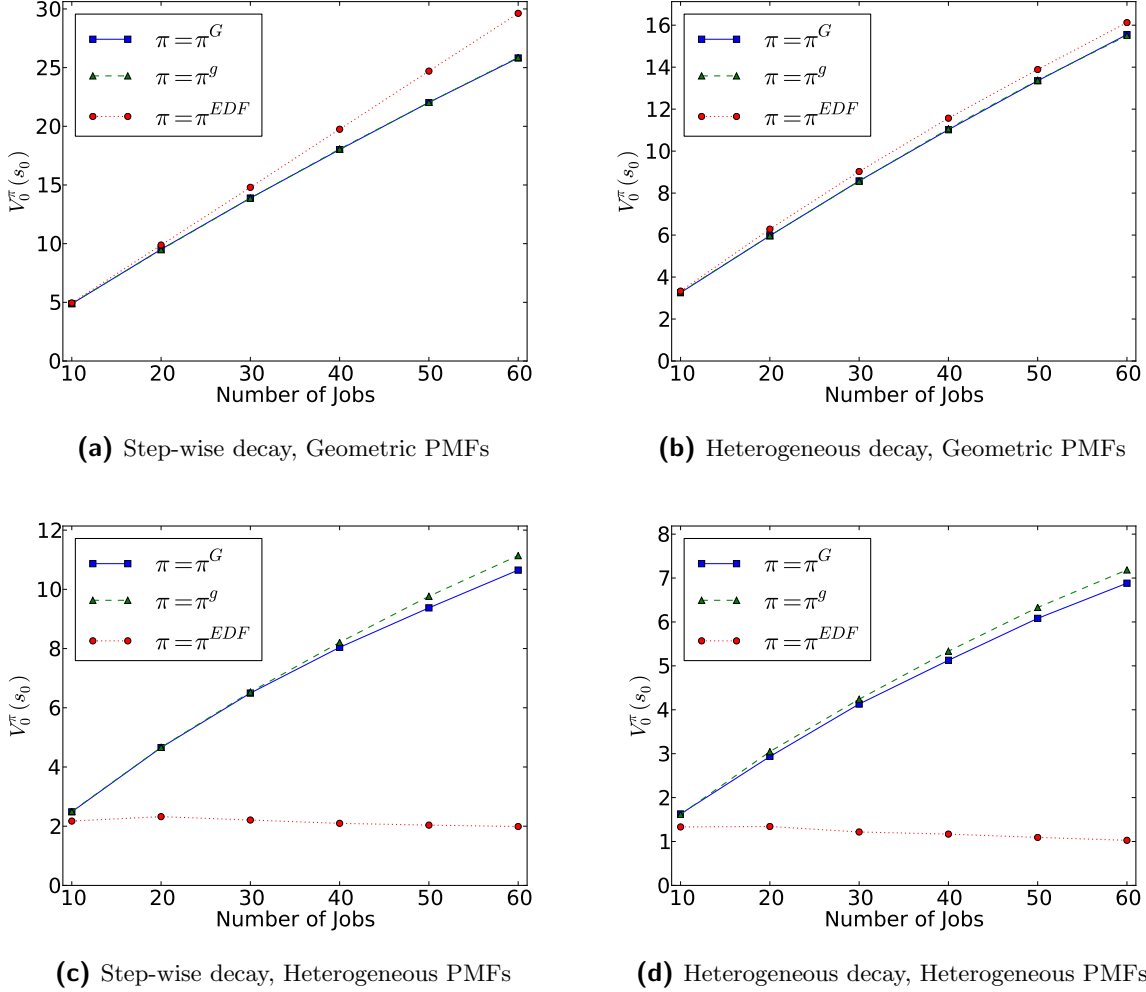 30
25
20
15
10
5
0
V_0^π(s_0)
π=π^G
π=π^g
π=π^EDF
10 20 30 40 50 60
Number of Jobs
(a) Step-wise decay, Geometric PMFs
16
14
12
10
8
6
4
2
0
V_0^π(s_0)
π=π^G
π=π^g
π=π^EDF
10 20 30 40 50 60
Number of Jobs
(b) Heterogeneous decay, Geometric PMFs
12
10
8
6
4
2
0
V_0^π(s_0)
π=π^G
π=π^g
π=π^EDF
10 20 30 40 50 60
Number of Jobs
(c) Step-wise decay, Heterogeneous PMFs
8
7
6
5
4
3
2
1
0
V_0^π(s_0)
π=π^G
π=π^g
π=π^EDF
10 20 30 40 50 60
Number of Jobs
(d) Heterogeneous decay, Heterogeneous PMFs